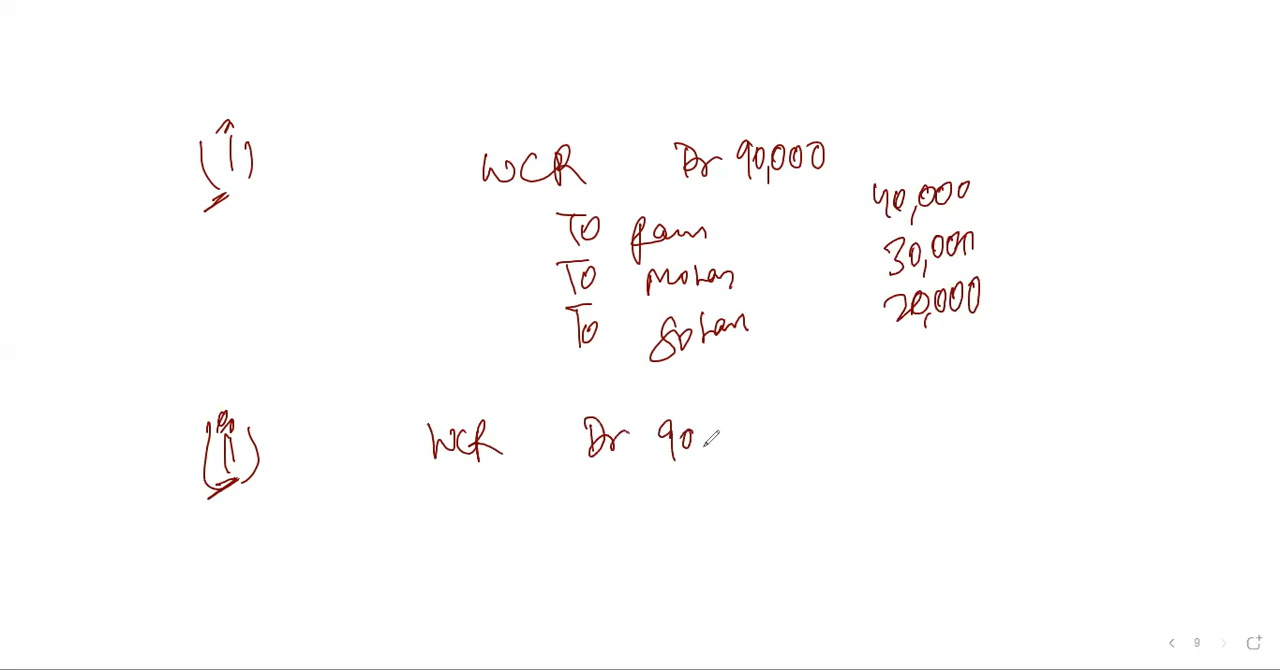 (i)
WCR Dr 90,000
To Ram 40,000
To Mohan 30,000
To Sohan 20,000
(ii) WCR Dr 90
9